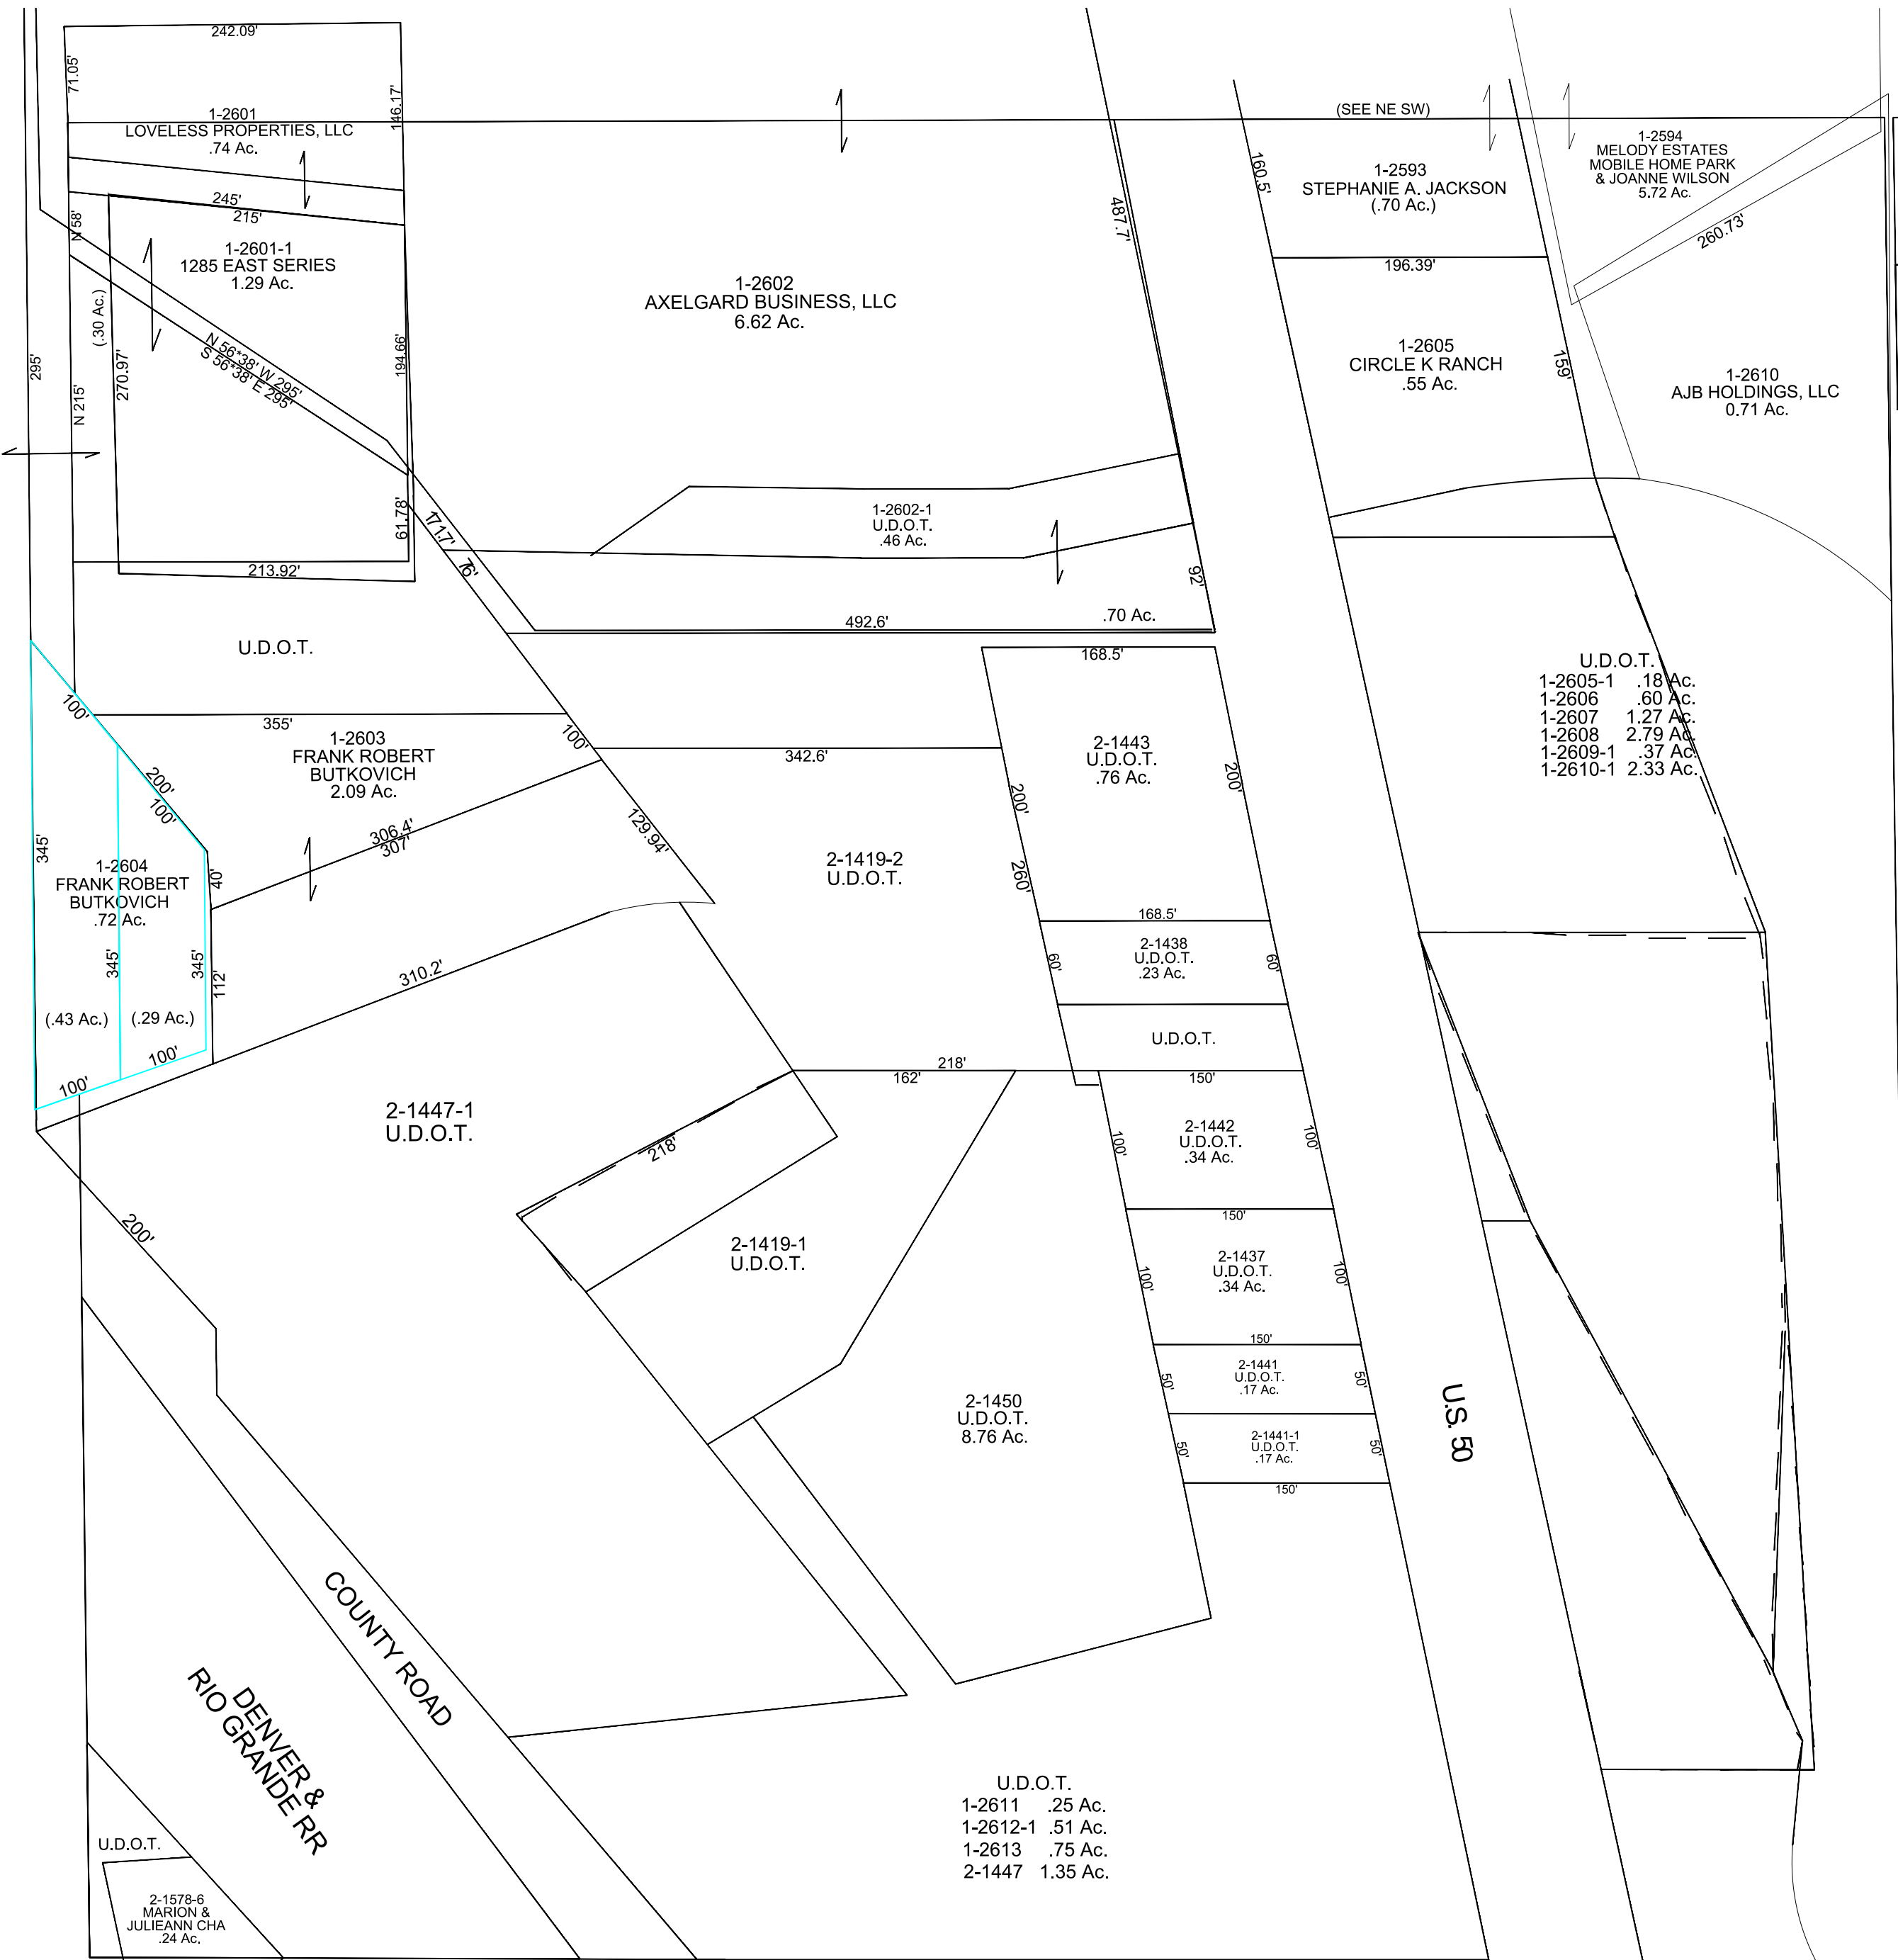 242.09'
71.05'
146.17'
1-2601
LOVELESS PROPERTIES, LLC
.74 Ac.
245'
215'
N 58'
1-2601-1
1285 EAST SERIES
1.29 Ac.
(.30 Ac.)
270.97'
N 56*38' W 295'
S 56*38' E 295'
194.66'
295'
N 215'
61.78'
213.92'
171.7'
76'
1-2602
AXELGARD BUSINESS, LLC
6.62 Ac.
487.7'
1-2602-1
U.D.O.T.
.46 Ac.
92'
492.6'
.70 Ac.
(SEE NE SW)
160.5'
1-2593
STEPHANIE A. JACKSON
(.70 Ac.)
196.39'
1-2594
MELODY ESTATES
MOBILE HOME PARK
& JOANNE WILSON
5.72 Ac.
260.73'
1-2605
CIRCLE K RANCH
.55 Ac.
159'
1-2610
AJB HOLDINGS, LLC
0.71 Ac.
U.D.O.T.
100'
355'
1-2603
FRANK ROBERT
BUTKOVICH
2.09 Ac.
100'
200'
100'
306.4'
307'
129.94'
345'
1-2604
FRANK ROBERT
BUTKOVICH
.72 Ac.
40'
345'
345'
112'
(.43 Ac.)
(.29 Ac.)
100'
100'
310.2'
342.6'
2-1419-2
U.D.O.T.
168.5'
2-1443
U.D.O.T.
.76 Ac.
200'
200'
260'
168.5'
2-1438
U.D.O.T.
.23 Ac.
60'
60'
U.D.O.T.
U.D.O.T.
1-2605-1 .18 Ac.
1-2606 .60 Ac.
1-2607 1.27 Ac.
1-2608 2.79 Ac.
1-2609-1 .37 Ac.
1-2610-1 2.33 Ac.
218'
162'
150'
2-1447-1
U.D.O.T.
218'
200'
2-1442
U.D.O.T.
.34 Ac.
100'
100'
150'
2-1419-1
U.D.O.T.
2-1437
U.D.O.T.
.34 Ac.
100'
100'
150'
2-1441
U.D.O.T.
.17 Ac.
50'
50'
2-1450
U.D.O.T.
8.76 Ac.
2-1441-1
U.D.O.T.
.17 Ac.
50'
50'
150'
U.S. 50
COUNTY ROAD
DENVER &
RIO GRANDE RR
U.D.O.T.
1-2611 .25 Ac.
1-2612-1 .51 Ac.
1-2613 .75 Ac.
2-1447 1.35 Ac.
U.D.O.T.
2-1578-6
MARION &
JULIEANN CHA
.24 Ac.